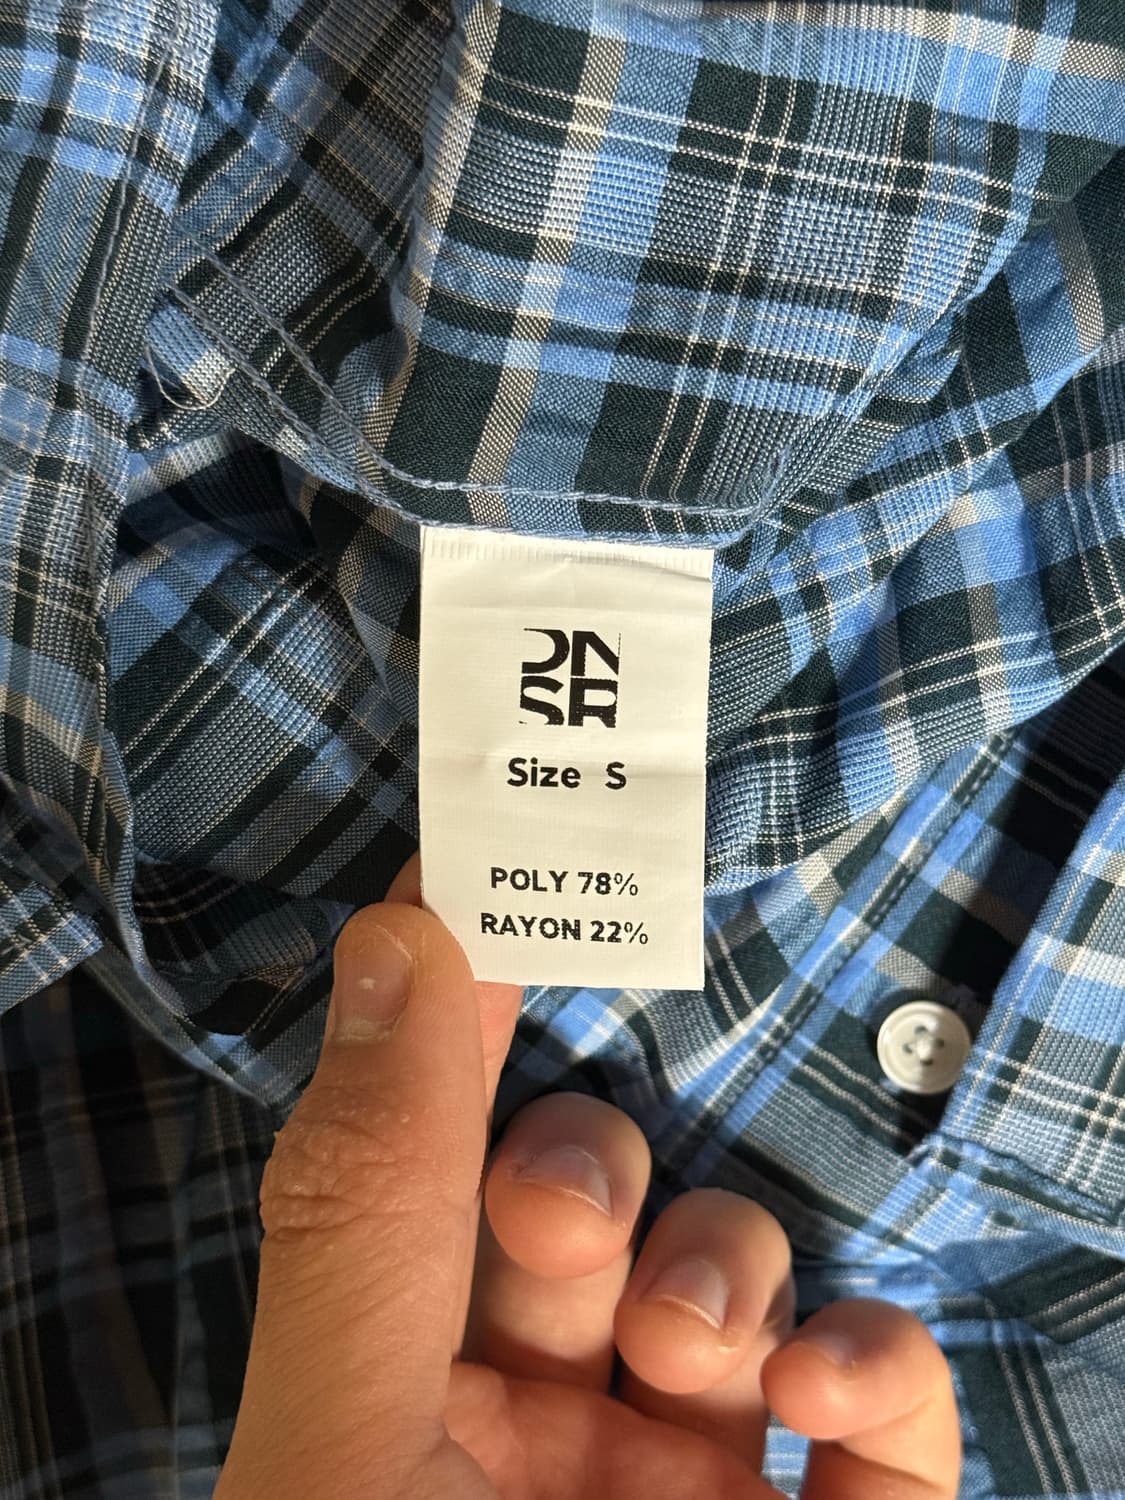 DN
SR
Size S
POLY 78%
RAYON 22%